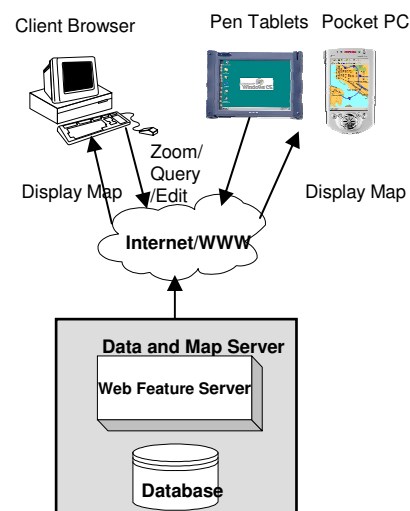 Client Browser
Pen Tablets Pocket PC
Zoom/
Query
/Edit
Display Map
Display Map
Internet/WWW
Data and Map Server
Web Feature Server
Database